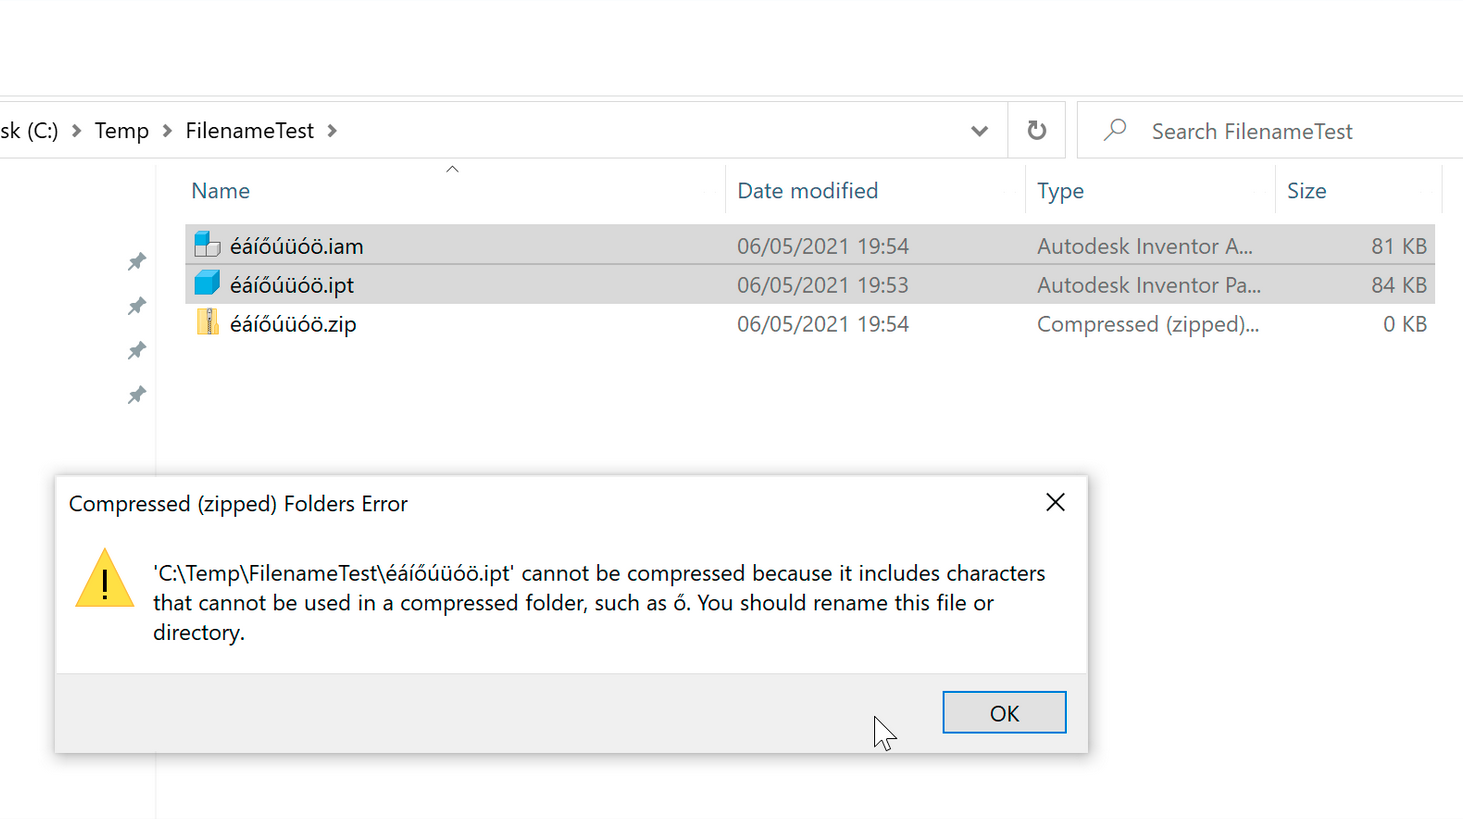 sk (C:) > Temp > FilenameTest >
Search FilenameTest
Name Date modified Type Size
éáíőúüóö.iam 06/05/2021 19:54 Autodesk Inventor A... 81 KB
éáíőúüóö.ipt 06/05/2021 19:53 Autodesk Inventor Pa... 84 KB
éáíőúüóö.zip 06/05/2021 19:54 Compressed (zipped)... 0 KB
Compressed (zipped) Folders Error
'C:\Temp\FilenameTest\éáíőúüóö.ipt' cannot be compressed because it includes characters
that cannot be used in a compressed folder, such as ő. You should rename this file or
directory.
OK